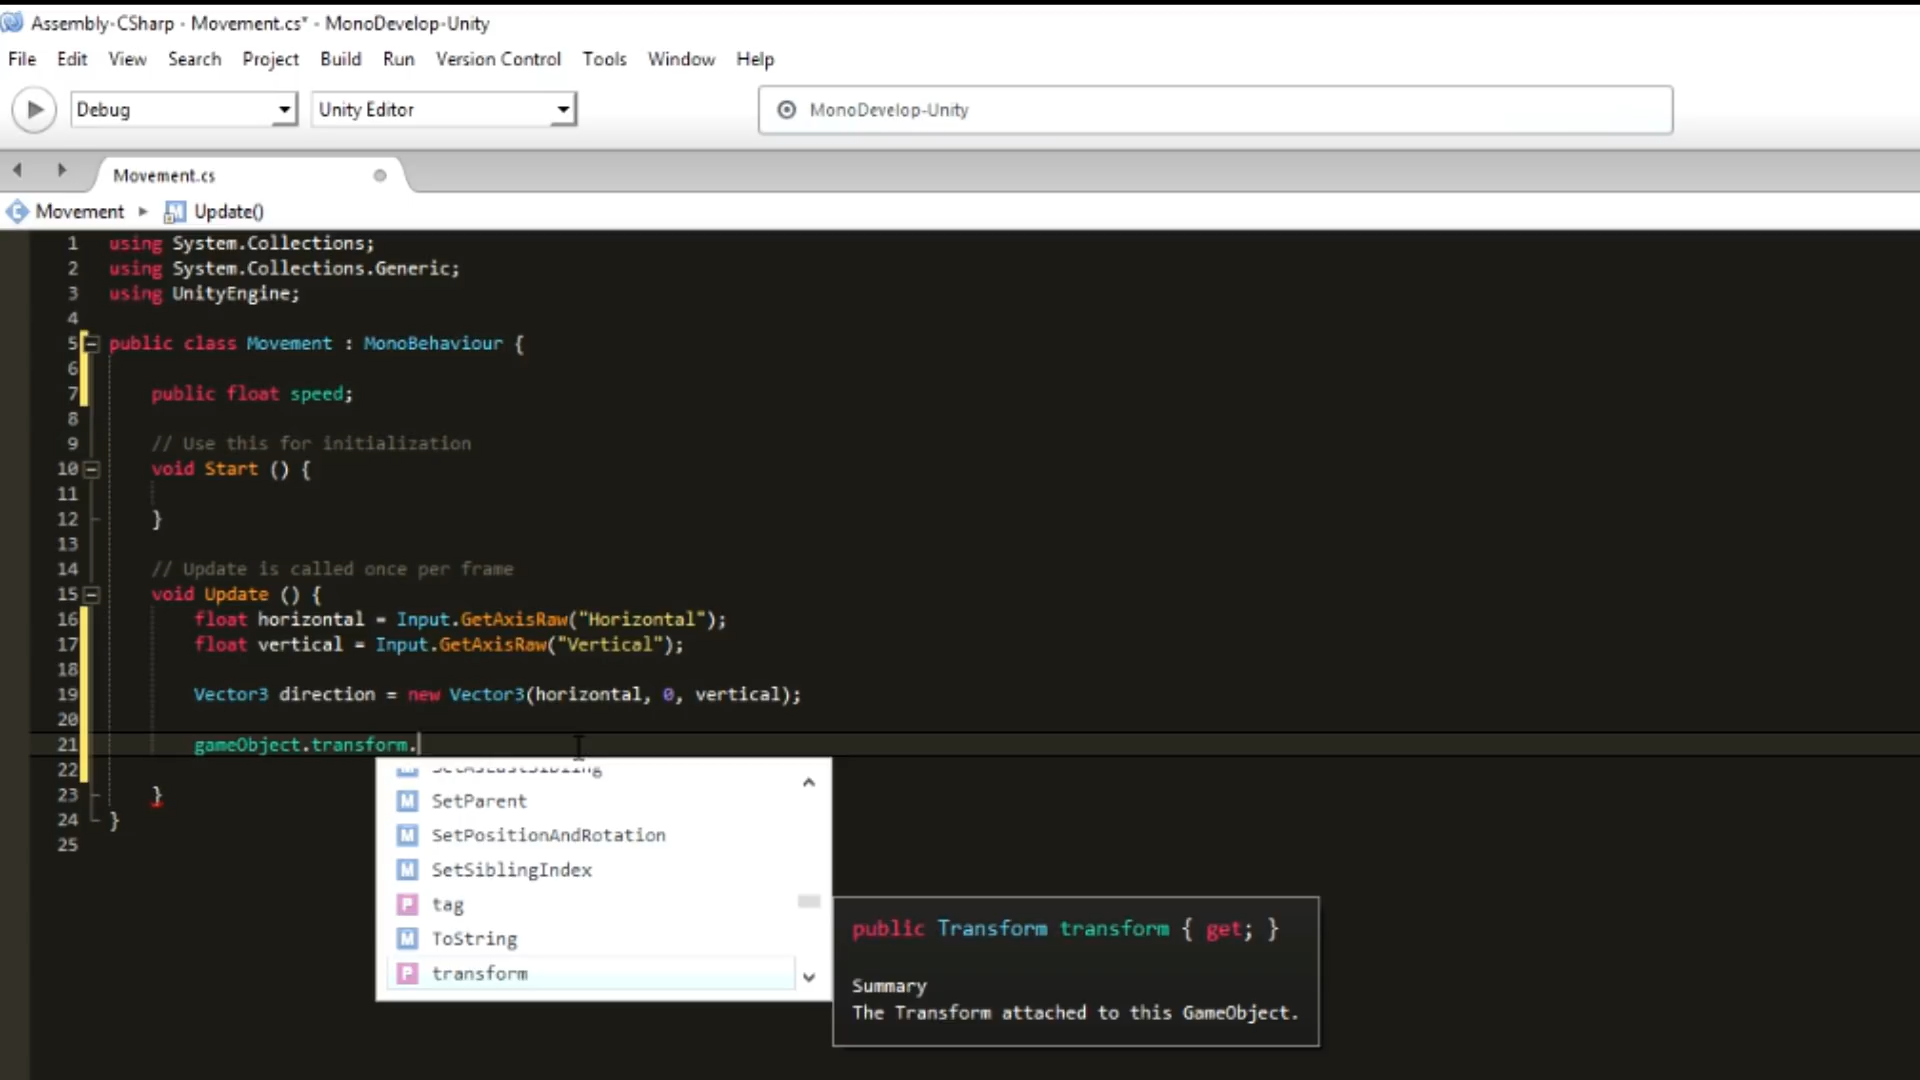 Assembly-CSharp - Movement.cs* - MonoDevelop-Unity
File Edit View Search Project Build Run Version Control Tools Window Help
Debug Unity Editor MonoDevelop-Unity
Movement.cs
Movement Update()
1 using System.Collections;
2 using System.Collections.Generic;
3 using UnityEngine;
4
5 public class Movement : MonoBehaviour {
6
7 public float speed;
8
9 // Use this for initialization
10 void Start () {
11
12 }
13
14 // Update is called once per frame
15 void Update () {
16 float horizontal = Input.GetAxisRaw("Horizontal");
17 float vertical = Input.GetAxisRaw("Vertical");
18
19 Vector3 direction = new Vector3(horizontal, 0, vertical);
20
21 gameObject.transform.
22
23 }
24 }
25
M SetParent
M SetPositionAndRotation
M SetSiblingIndex
P tag
M ToString
P transform
public Transform transform { get; }
Summary
The Transform attached to this GameObject.